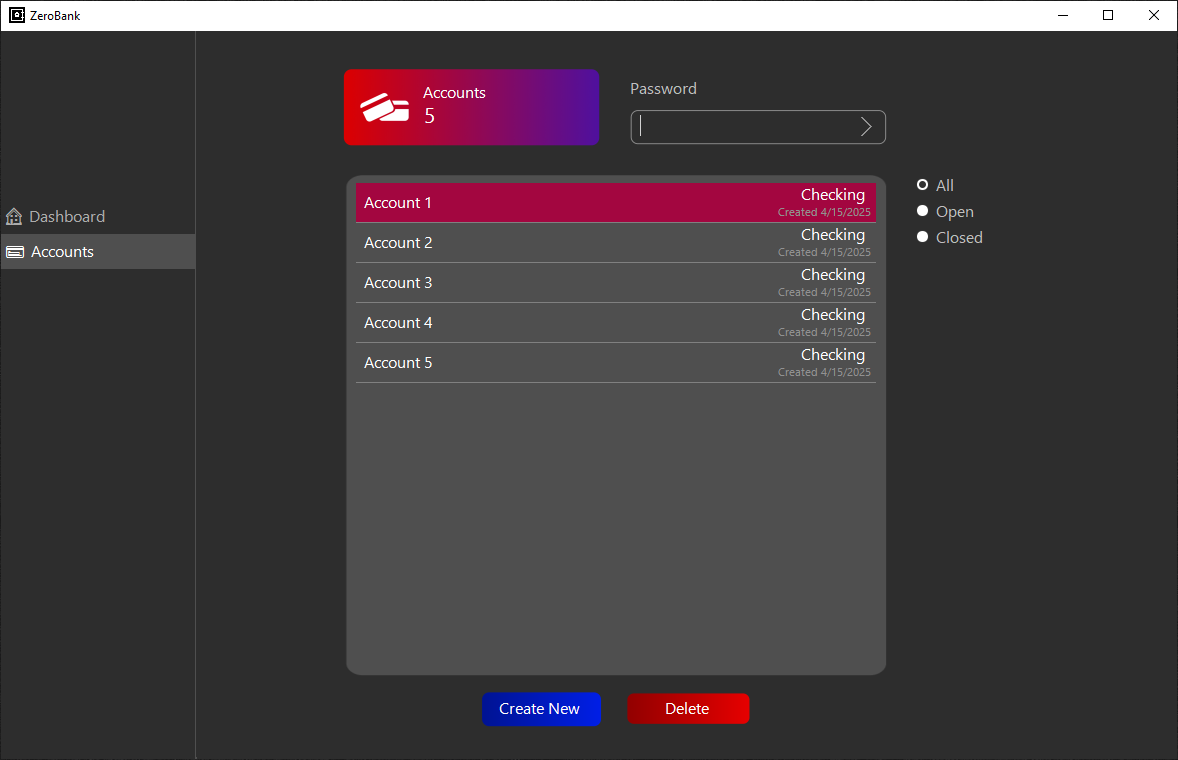 ZeroBank
Dashboard
Accounts
Accounts
5
Password
Account 1
Checking
Created 4/15/2025
Account 2
Checking
Created 4/15/2025
Account 3
Checking
Created 4/15/2025
Account 4
Checking
Created 4/15/2025
Account 5
Checking
Created 4/15/2025
All
Open
Closed
Create New
Delete